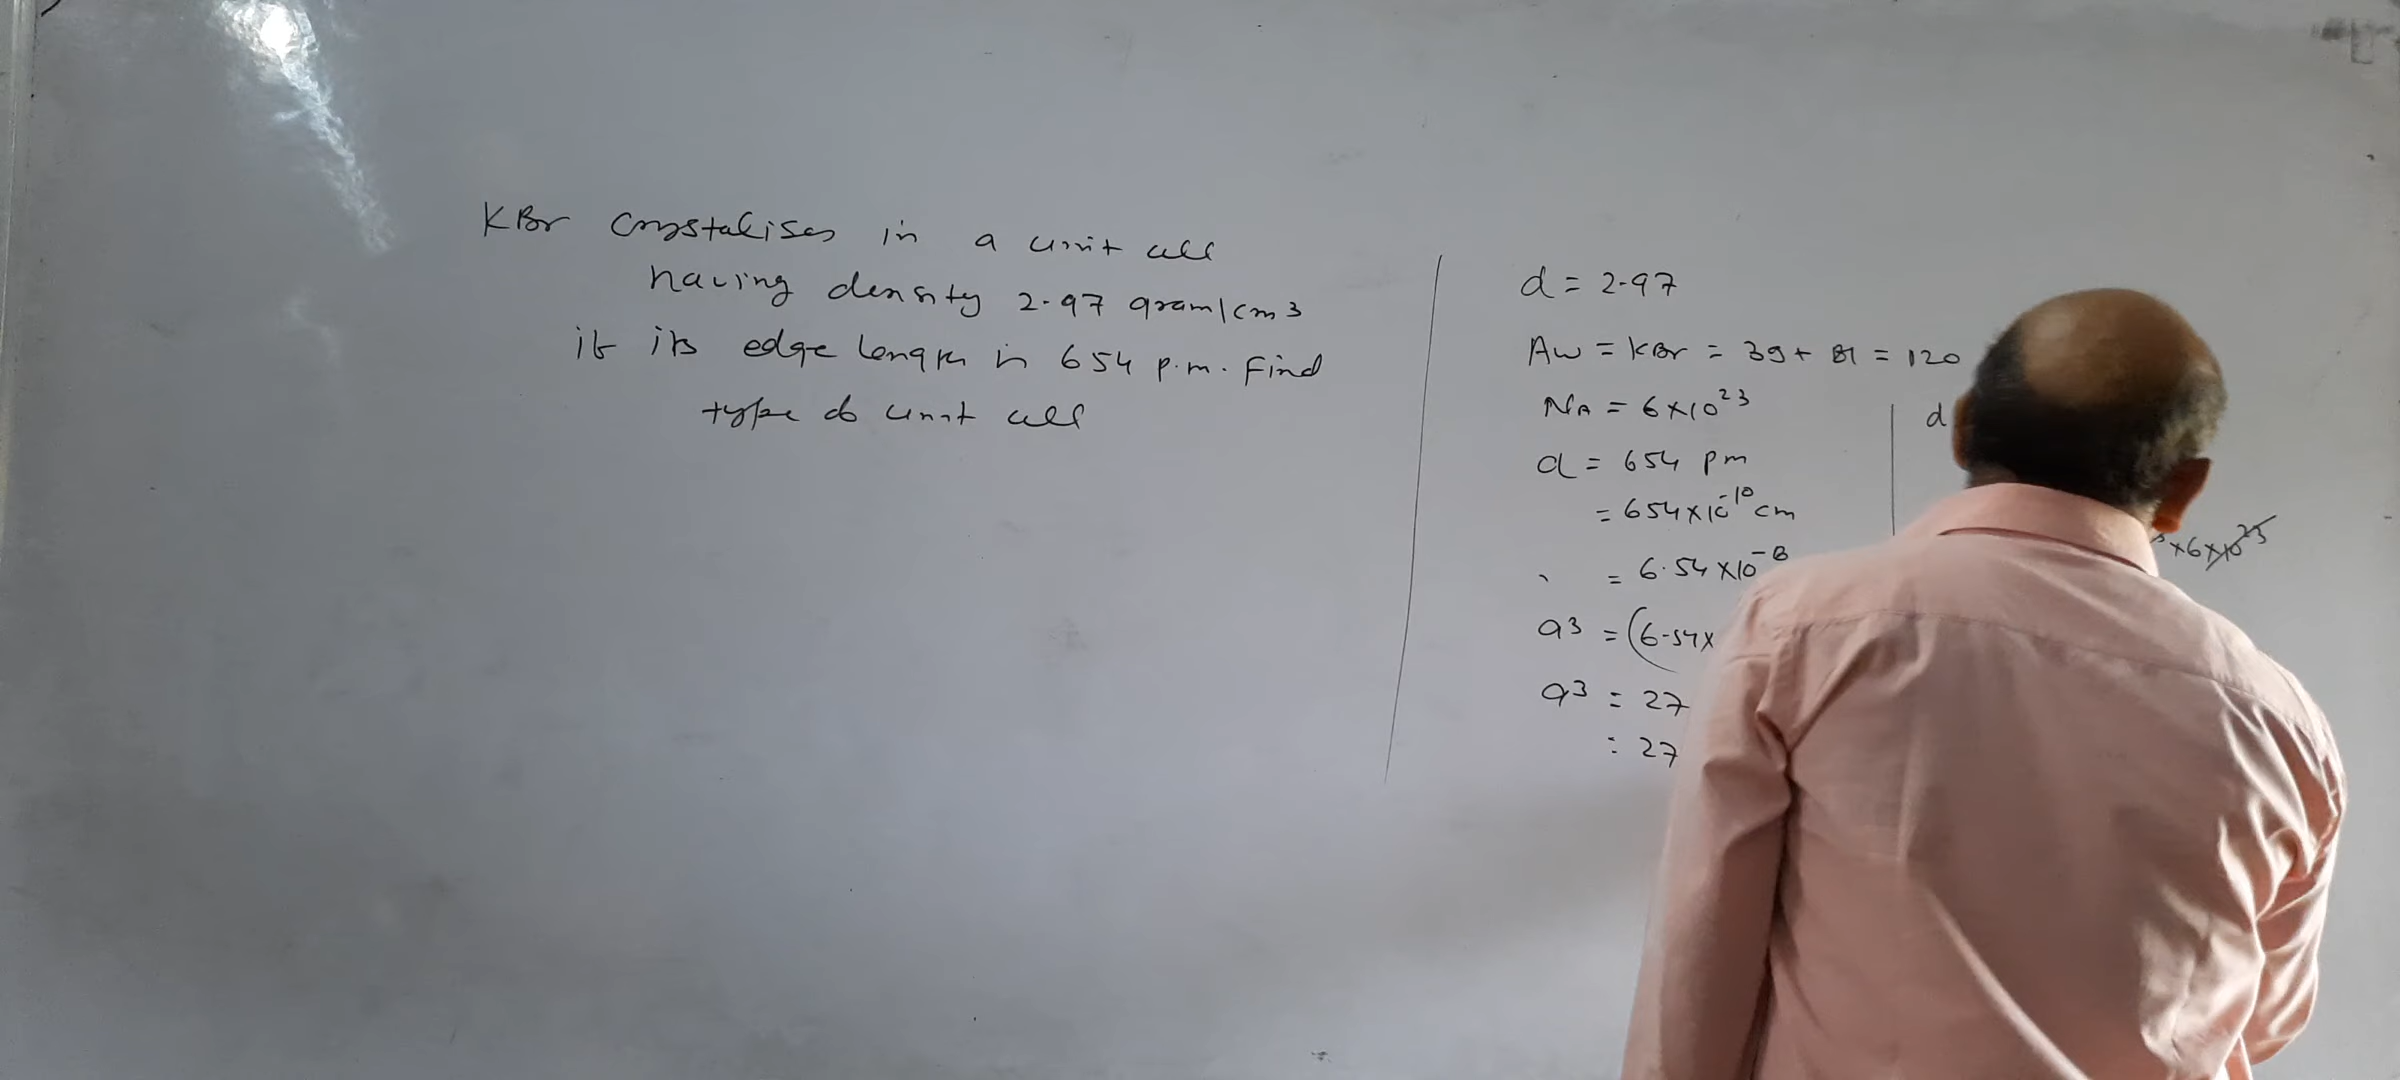 KBr Crystalises in a unit cell
having density 2.97 gram/cm3
if its edge length is 654 p.m. Find
type of unit cell
d = 2.97
Aw = KBr = 39 + 81 = 120
NA = 6×10²³
a = 654 pm
= 654×10⁻¹⁰ cm
= 6.54×10⁻⁸
a3 = (6.54×
a3 = 27
= 27
d
×6×10²³